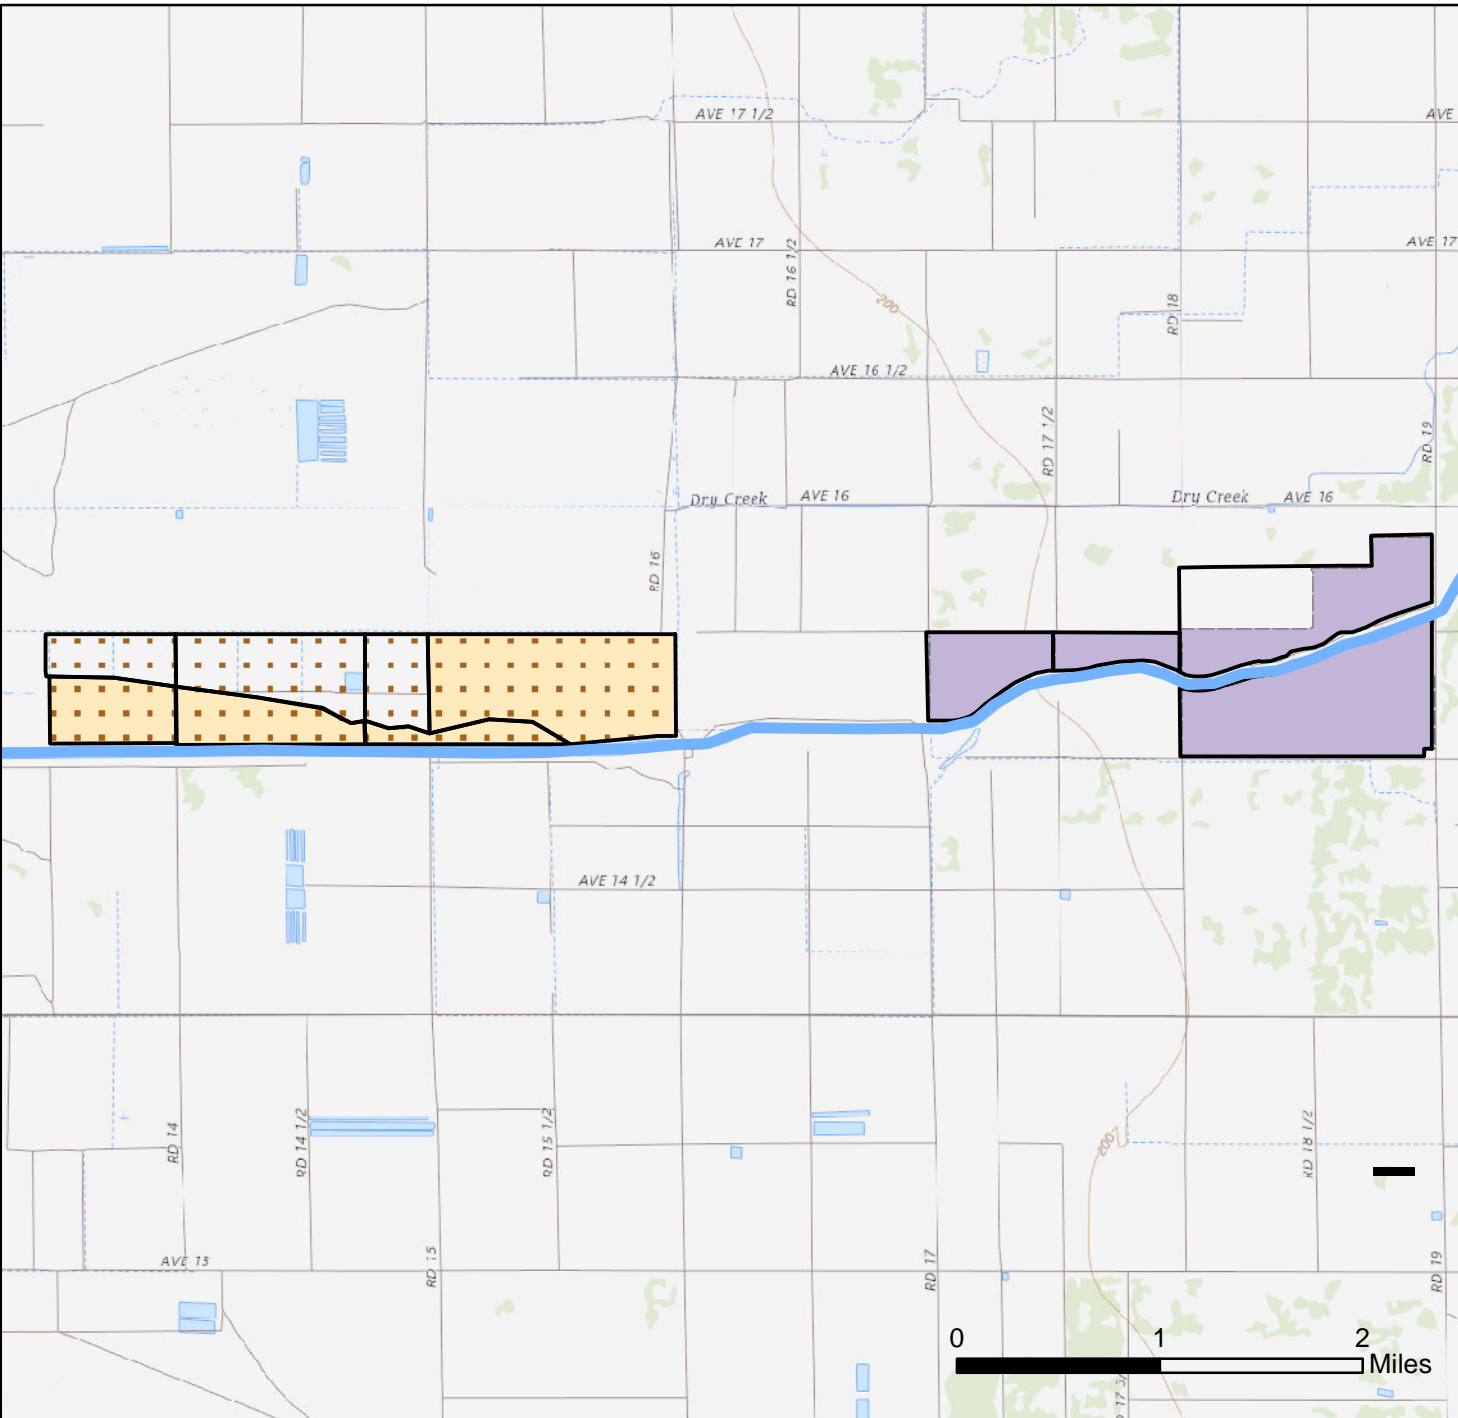 AVE 17 1/2
AVE
AVE 17
AVE 17
RD 16 1/2
200
RD 18
AVE 16 1/2
RD 17 1/2
RD 19
Dry Creek
AVE 16
Dry Creek
AVE 16
RD 16
AVE 14 1/2
RD 14
RD 14 1/2
RD 15 1/2
200
RD 18 1/2
AVE 13
RD 15
RD 17
RD 19
0 1 2
Miles